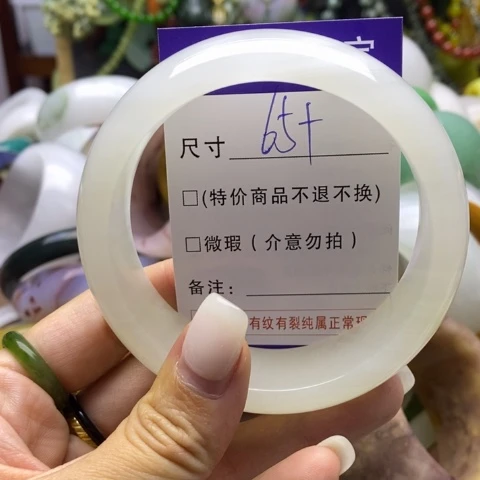 尺寸 65+
□(特价商品不退不换)
□微瑕（介意勿拍）
备注：
有纹有裂纯属正常现